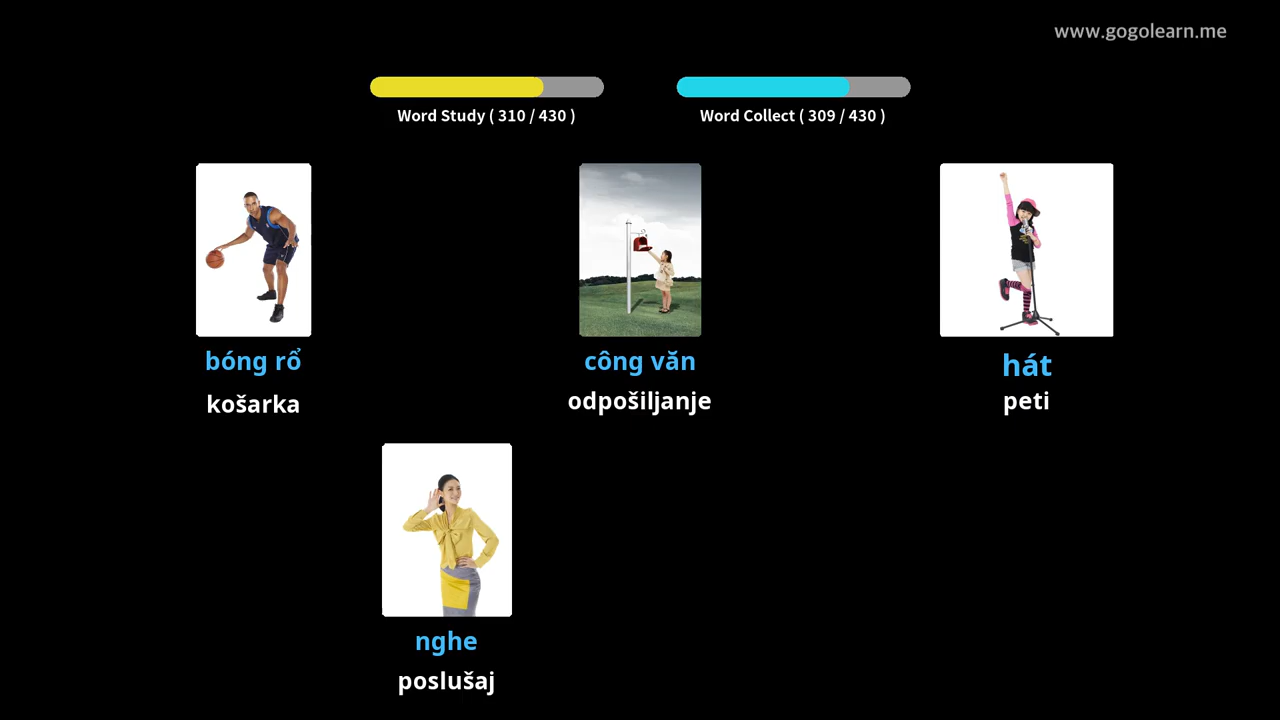 www.gogolearn.me
Word Study ( 310 / 430 )
Word Collect ( 309 / 430 )
bóng rổ
košarka
công văn
odpošiljanje
hát
peti
nghe
poslušaj